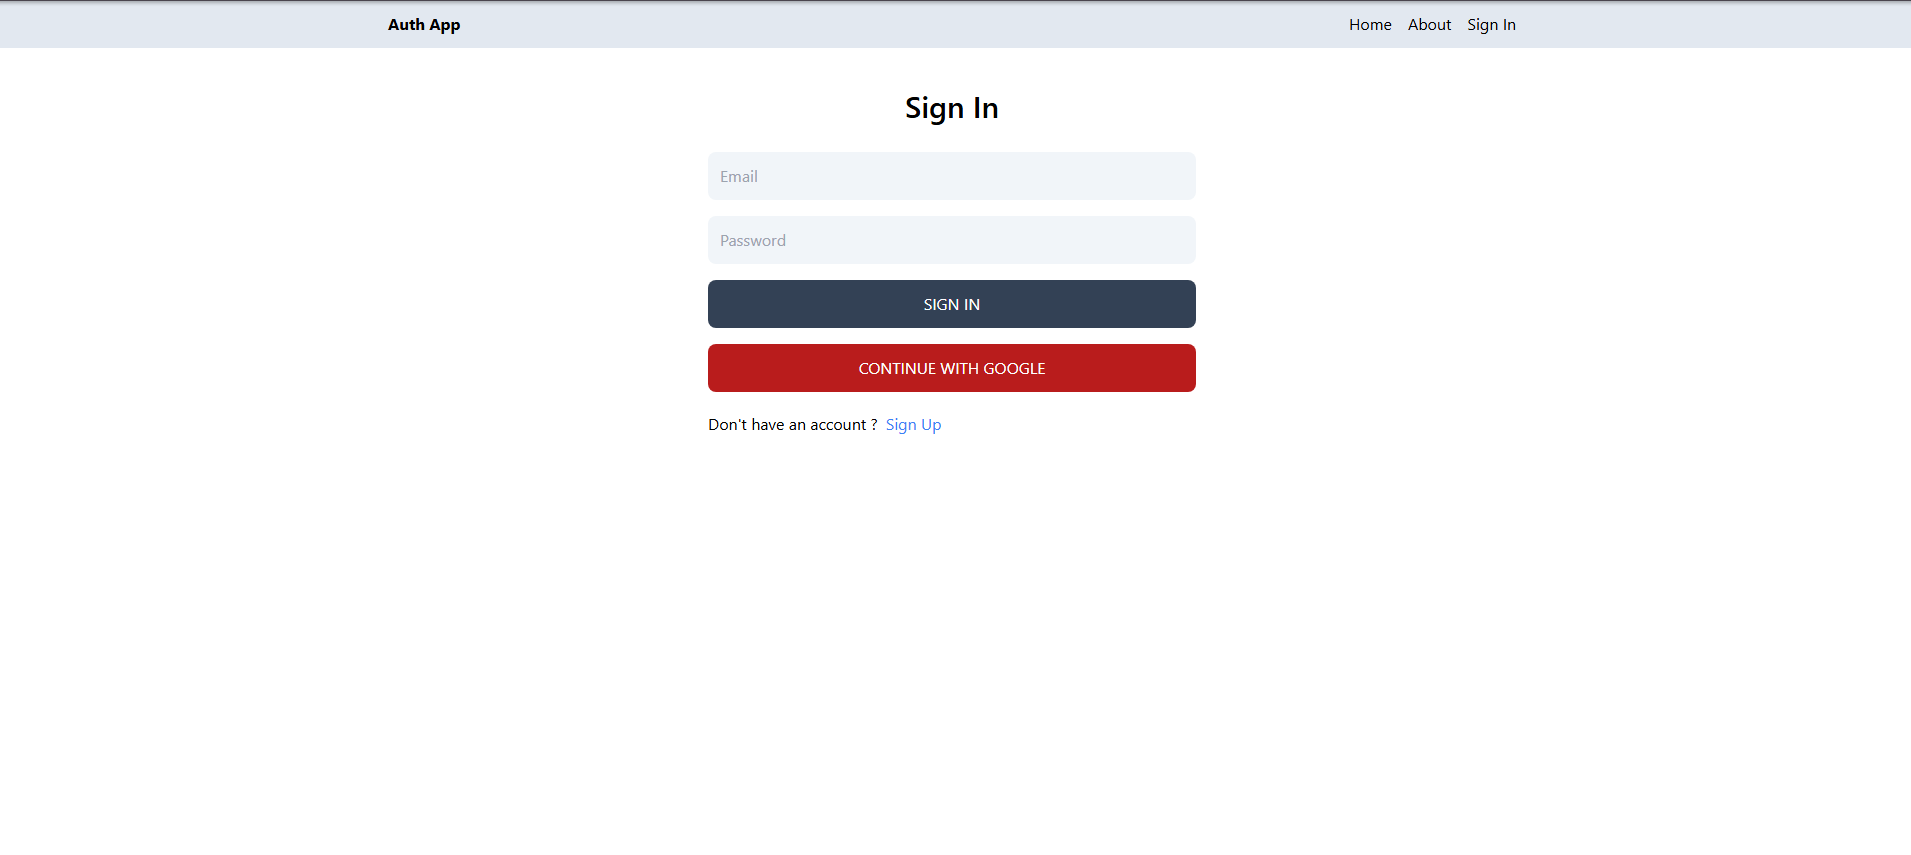 Auth App Home About Sign In
Sign In
Email
Password
SIGN IN
CONTINUE WITH GOOGLE
Don't have an account ? Sign Up